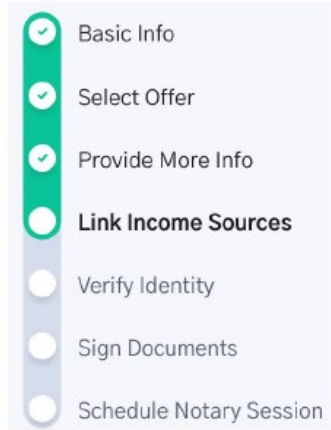 Basic Info
Select Offer
Provide More Info
Link Income Sources
Verify Identity
Sign Documents
Schedule Notary Session